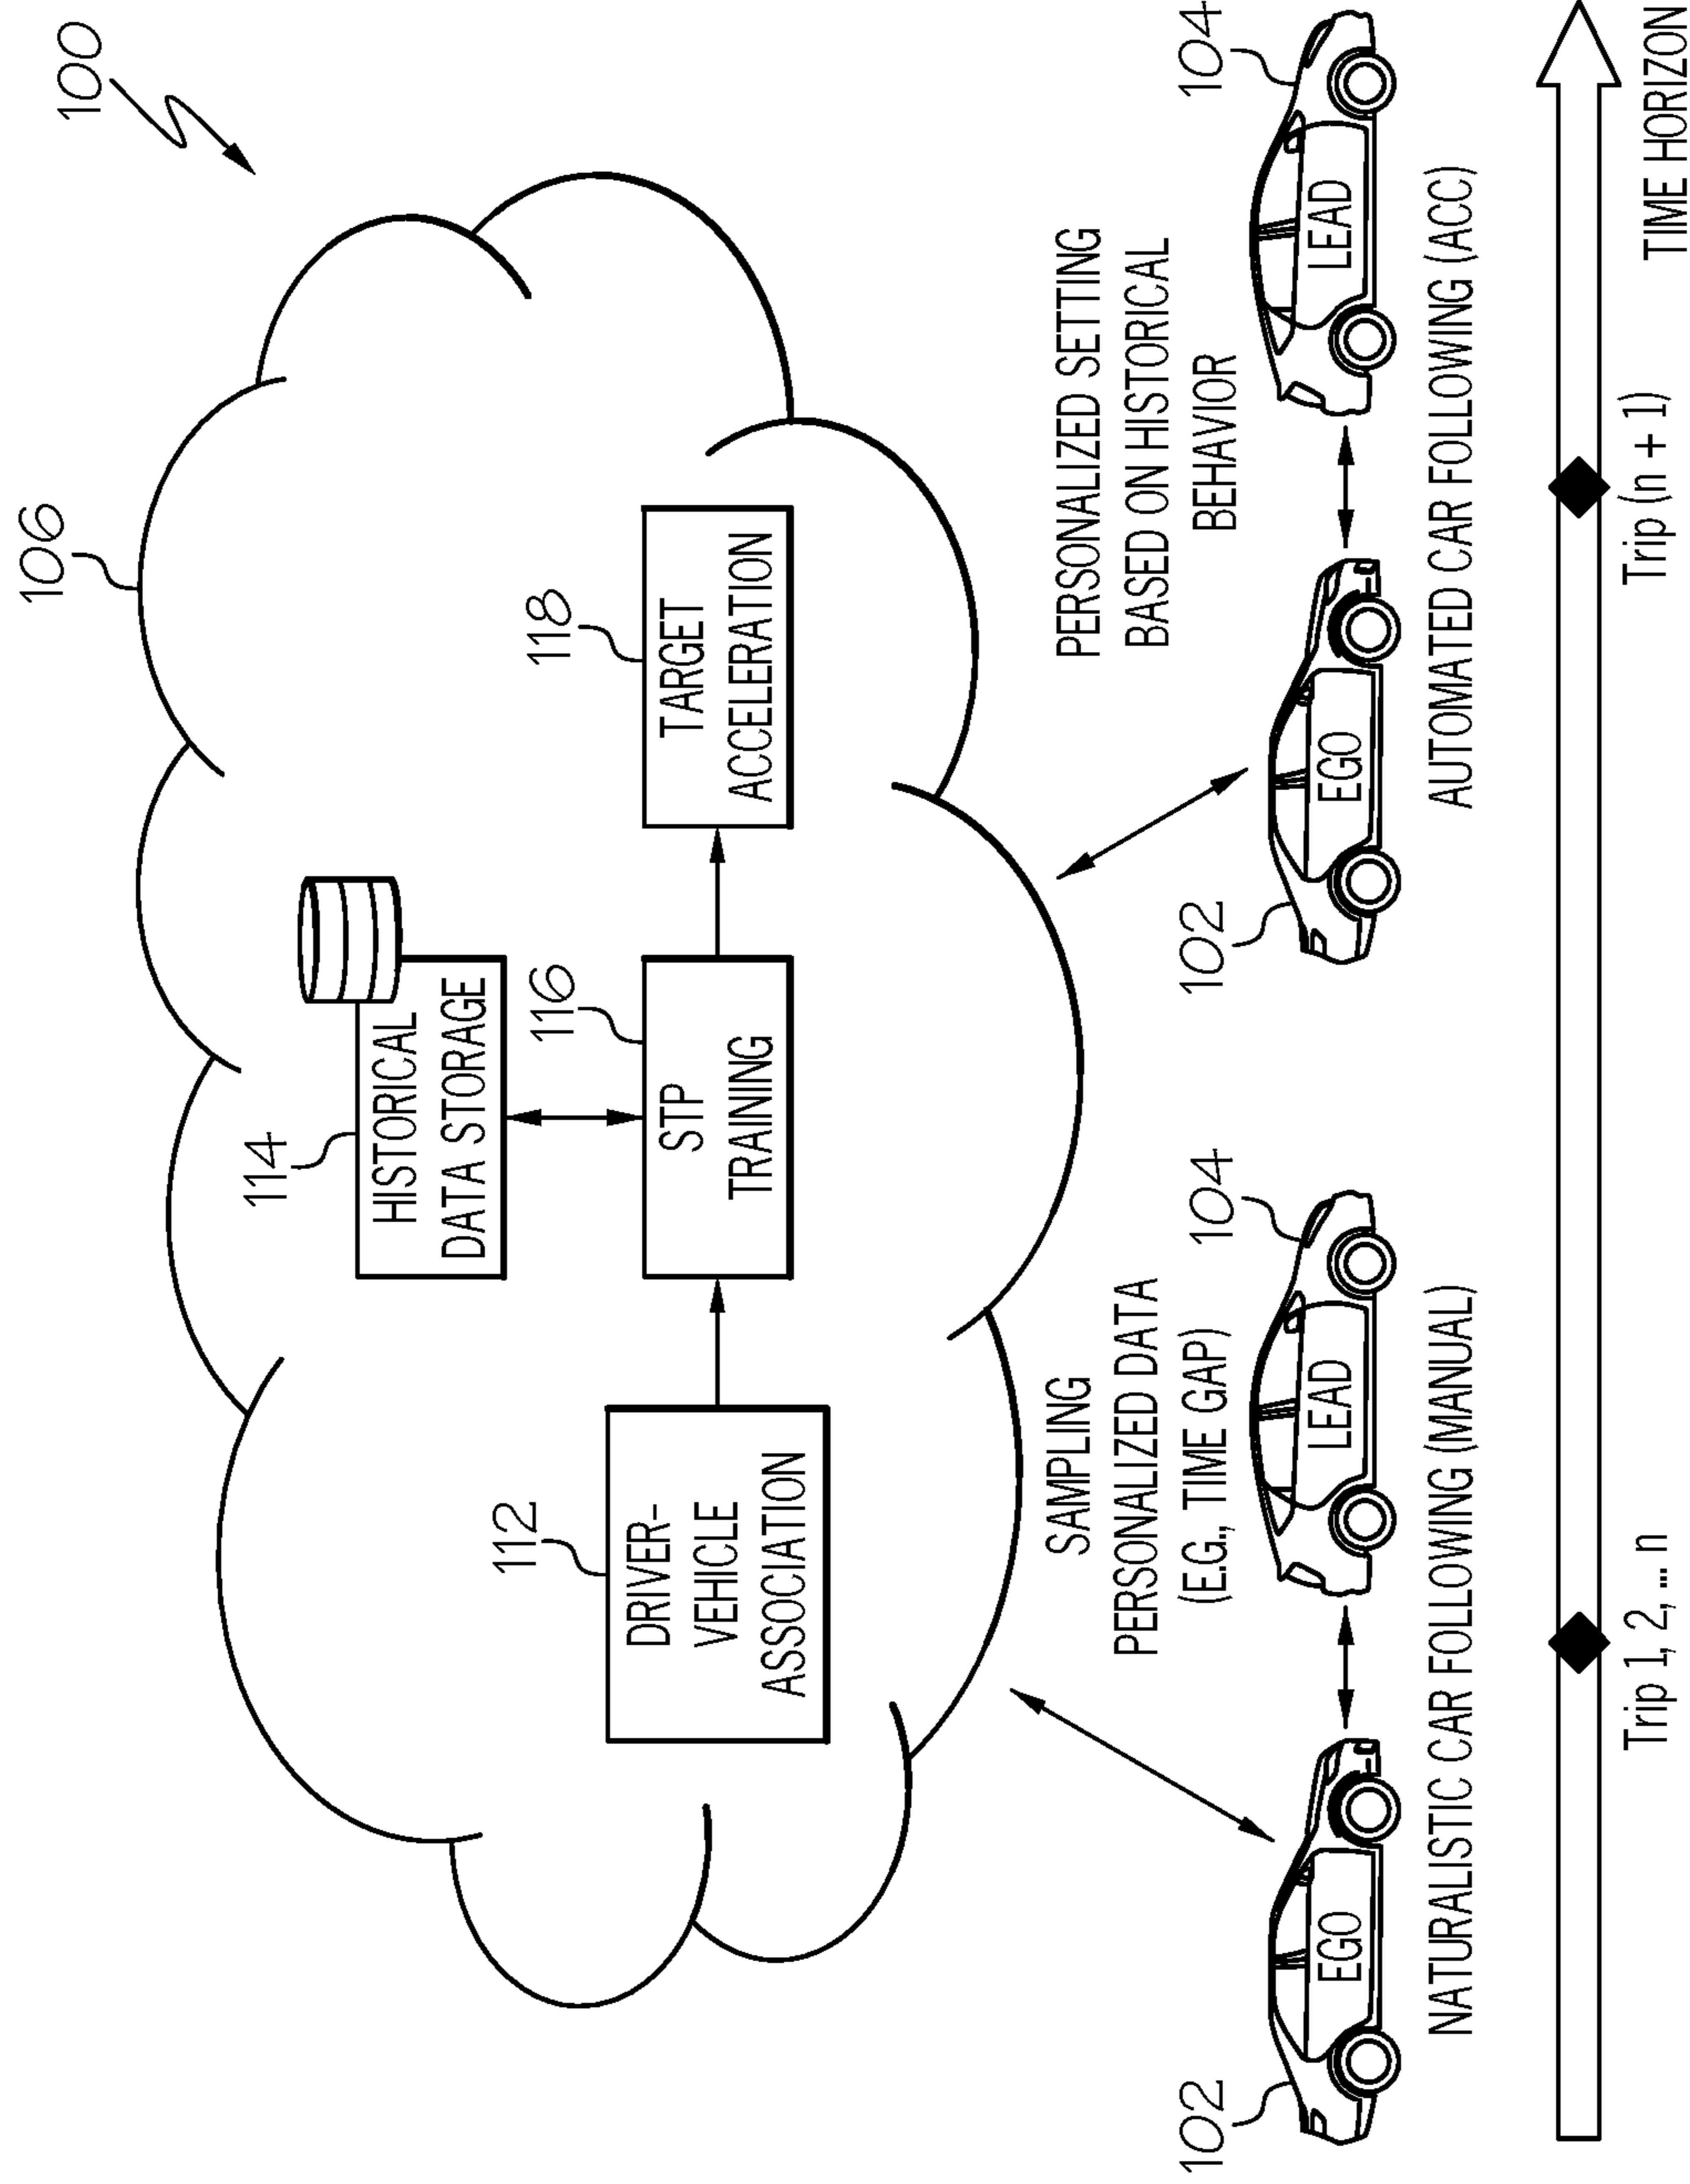 100
106
114
HISTORICAL
DATA STORAGE
112
DRIVER-
VEHICLE
ASSOCIATION
116
STP
TRAINING
118
TARGET
ACCELERATION
SAMPLING
PERSONALIZED DATA
(E.G., TIME GAP)
PERSONALIZED SETTING
BASED ON HISTORICAL
BEHAVIOR
102
EGO
LEAD
104
102
EGO
LEAD
104
NATURALISTIC CAR FOLLOWING (MANUAL)
AUTOMATED CAR FOLLOWING (ACC)
Trip 1, 2, ... n
Trip (n + 1)
TIME HORIZON